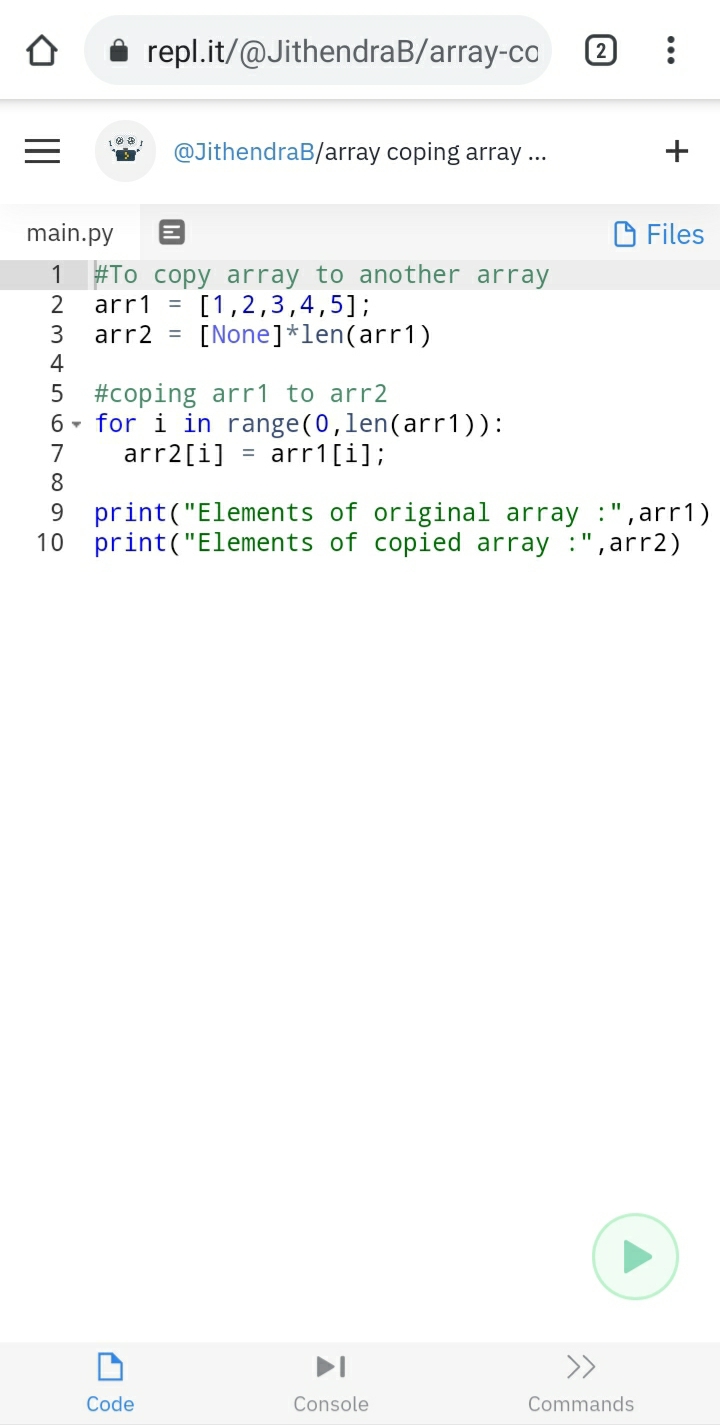 repl.it/@JithendraB/array-co
2
@JithendraB/array coping array ...
+
main.py
Files
1 #To copy array to another array
2 arr1 = [1,2,3,4,5];
3 arr2 = [None]*len(arr1)
4
5 #coping arr1 to arr2
6 for i in range(0,len(arr1)):
7   arr2[i] = arr1[i];
8
9 print("Elements of original array :",arr1)
10 print("Elements of copied array :",arr2)
Code
Console
Commands